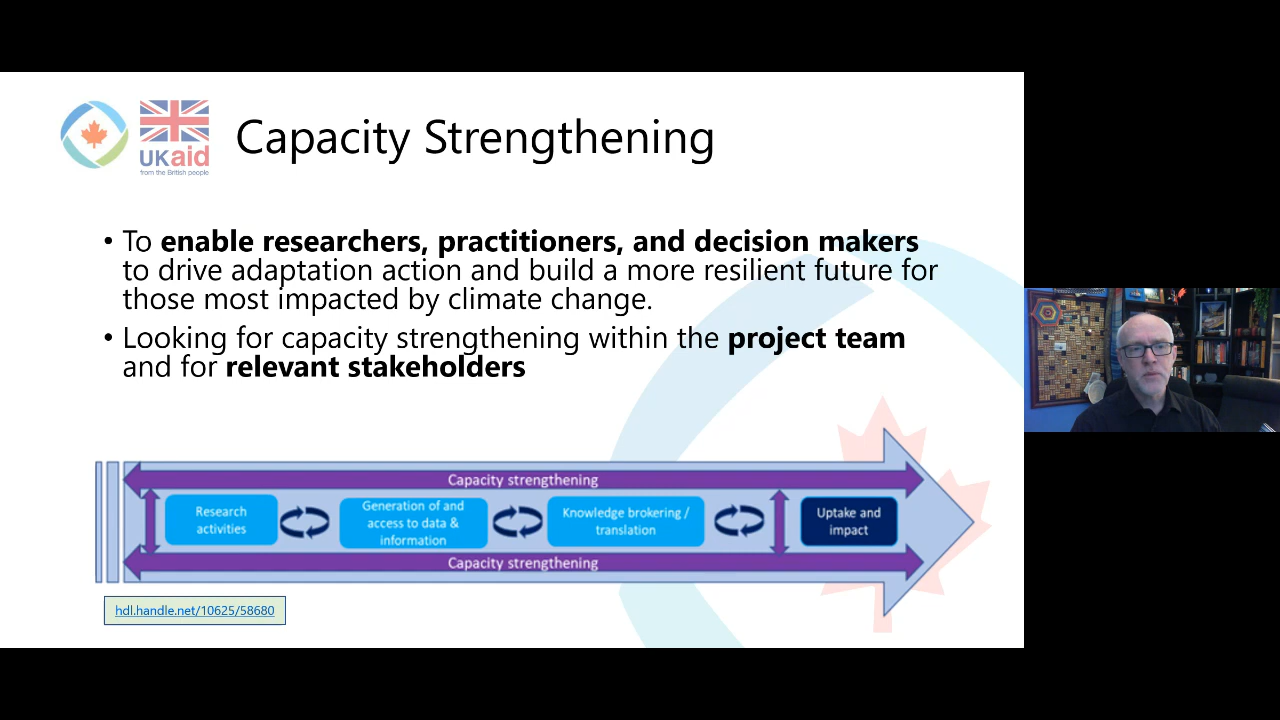 UKaid
from the British people
Capacity Strengthening
• To enable researchers, practitioners, and decision makers
to drive adaptation action and build a more resilient future for
those most impacted by climate change.
• Looking for capacity strengthening within the project team
and for relevant stakeholders
Capacity strengthening
Research
activities
Generation of and
access to data &
information
Knowledge brokering /
translation
Uptake and
impact
Capacity strengthening
hdl.handle.net/10625/58680